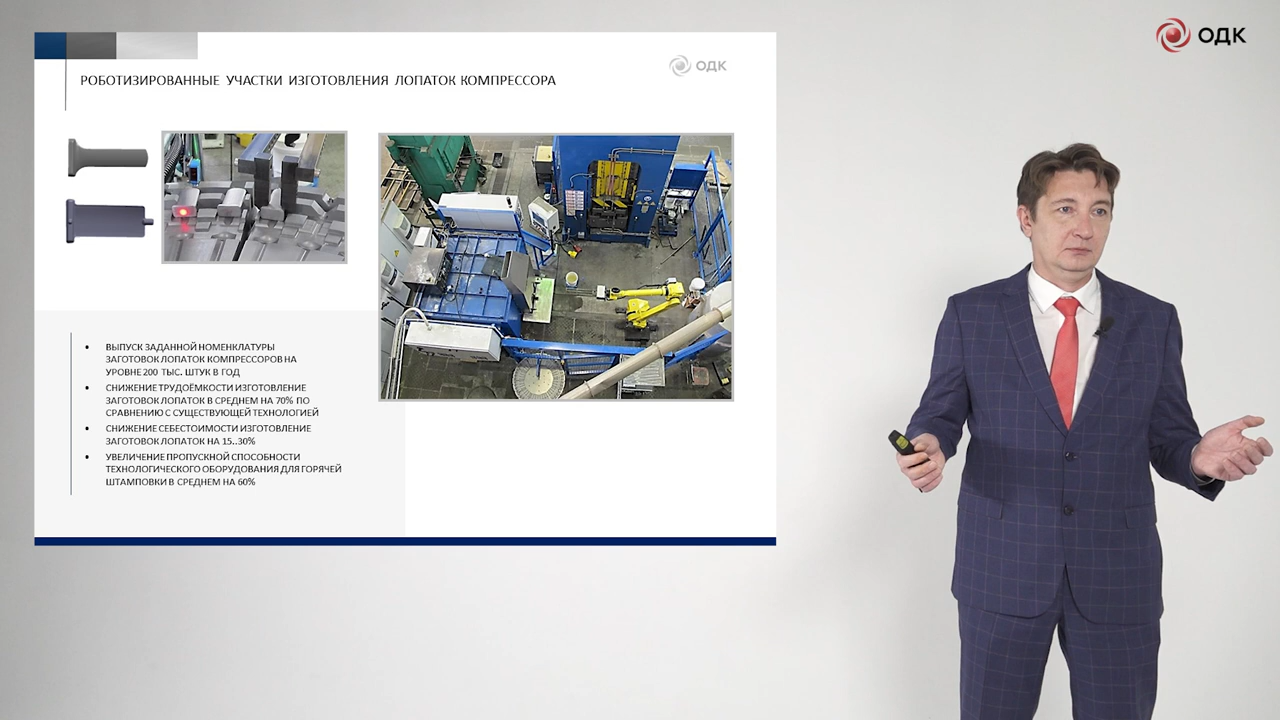 ОДК
ОДК
РОБОТИЗИРОВАННЫЕ УЧАСТКИ ИЗГОТОВЛЕНИЯ ЛОПАТОК КОМПРЕССОРА
• ВЫПУСК ЗАДАННОЙ НОМЕНКЛАТУРЫ
ЗАГОТОВОК ЛОПАТОК КОМПРЕССОРОВ НА
УРОВНЕ 200 ТЫС. ШТУК В ГОД
• СНИЖЕНИЕ ТРУДОЁМКОСТИ ИЗГОТОВЛЕНИЕ
ЗАГОТОВОК ЛОПАТОК В СРЕДНЕМ НА 70% ПО
СРАВНЕНИЮ С СУЩЕСТВУЮЩЕЙ ТЕХНОЛОГИЕЙ
• СНИЖЕНИЕ СЕБЕСТОИМОСТИ ИЗГОТОВЛЕНИЕ
ЗАГОТОВОК ЛОПАТОК НА 15..30%
• УВЕЛИЧЕНИЕ ПРОПУСКНОЙ СПОСОБНОСТИ
ТЕХНОЛОГИЧЕСКОГО ОБОРУДОВАНИЯ ДЛЯ ГОРЯЧЕЙ
ШТАМПОВКИ В СРЕДНЕМ НА 60%